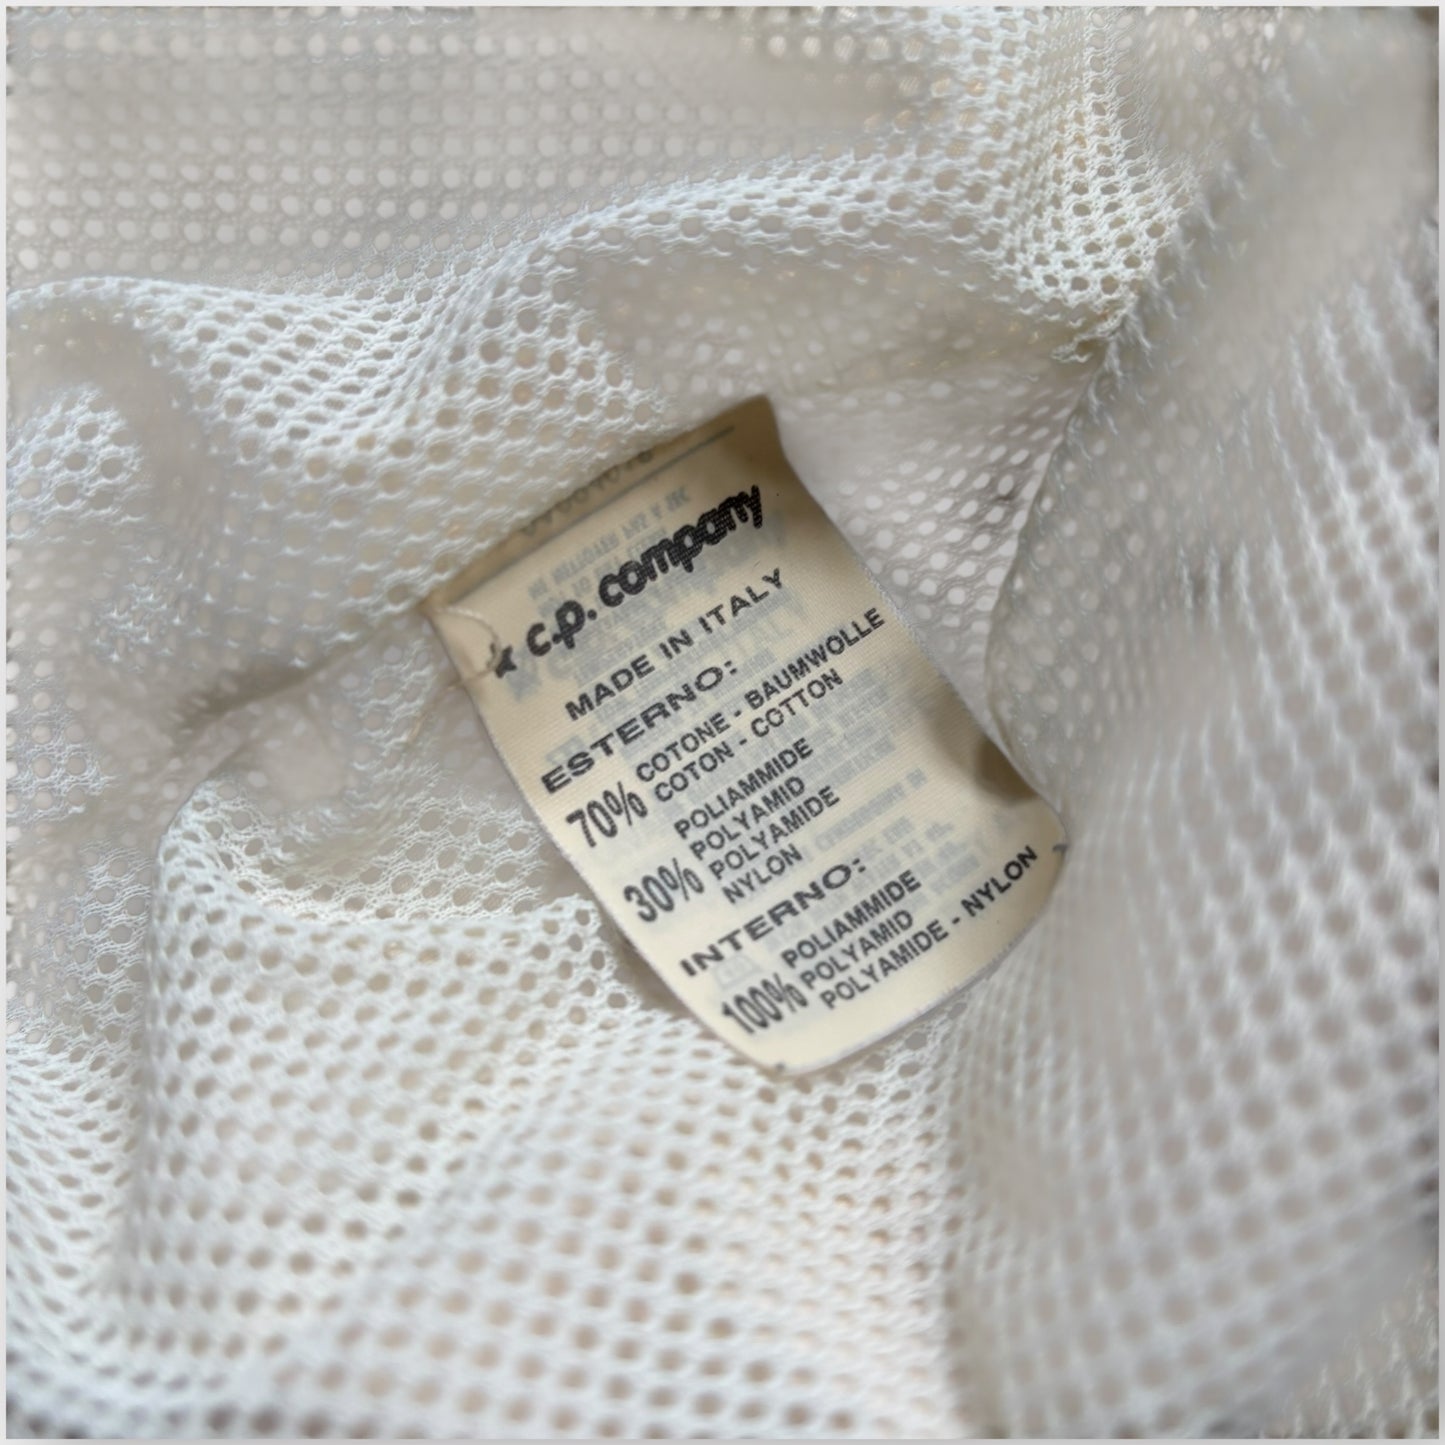 c.p. company
MADE IN ITALY
ESTERNO:
70% COTONE - BAUMWOLLE
COTON - COTTON
30% POLIAMMIDE
POLYAMID
POLYAMIDE
NYLON
INTERNO:
100% POLIAMMIDE
POLYAMID
POLYAMIDE - NYLON